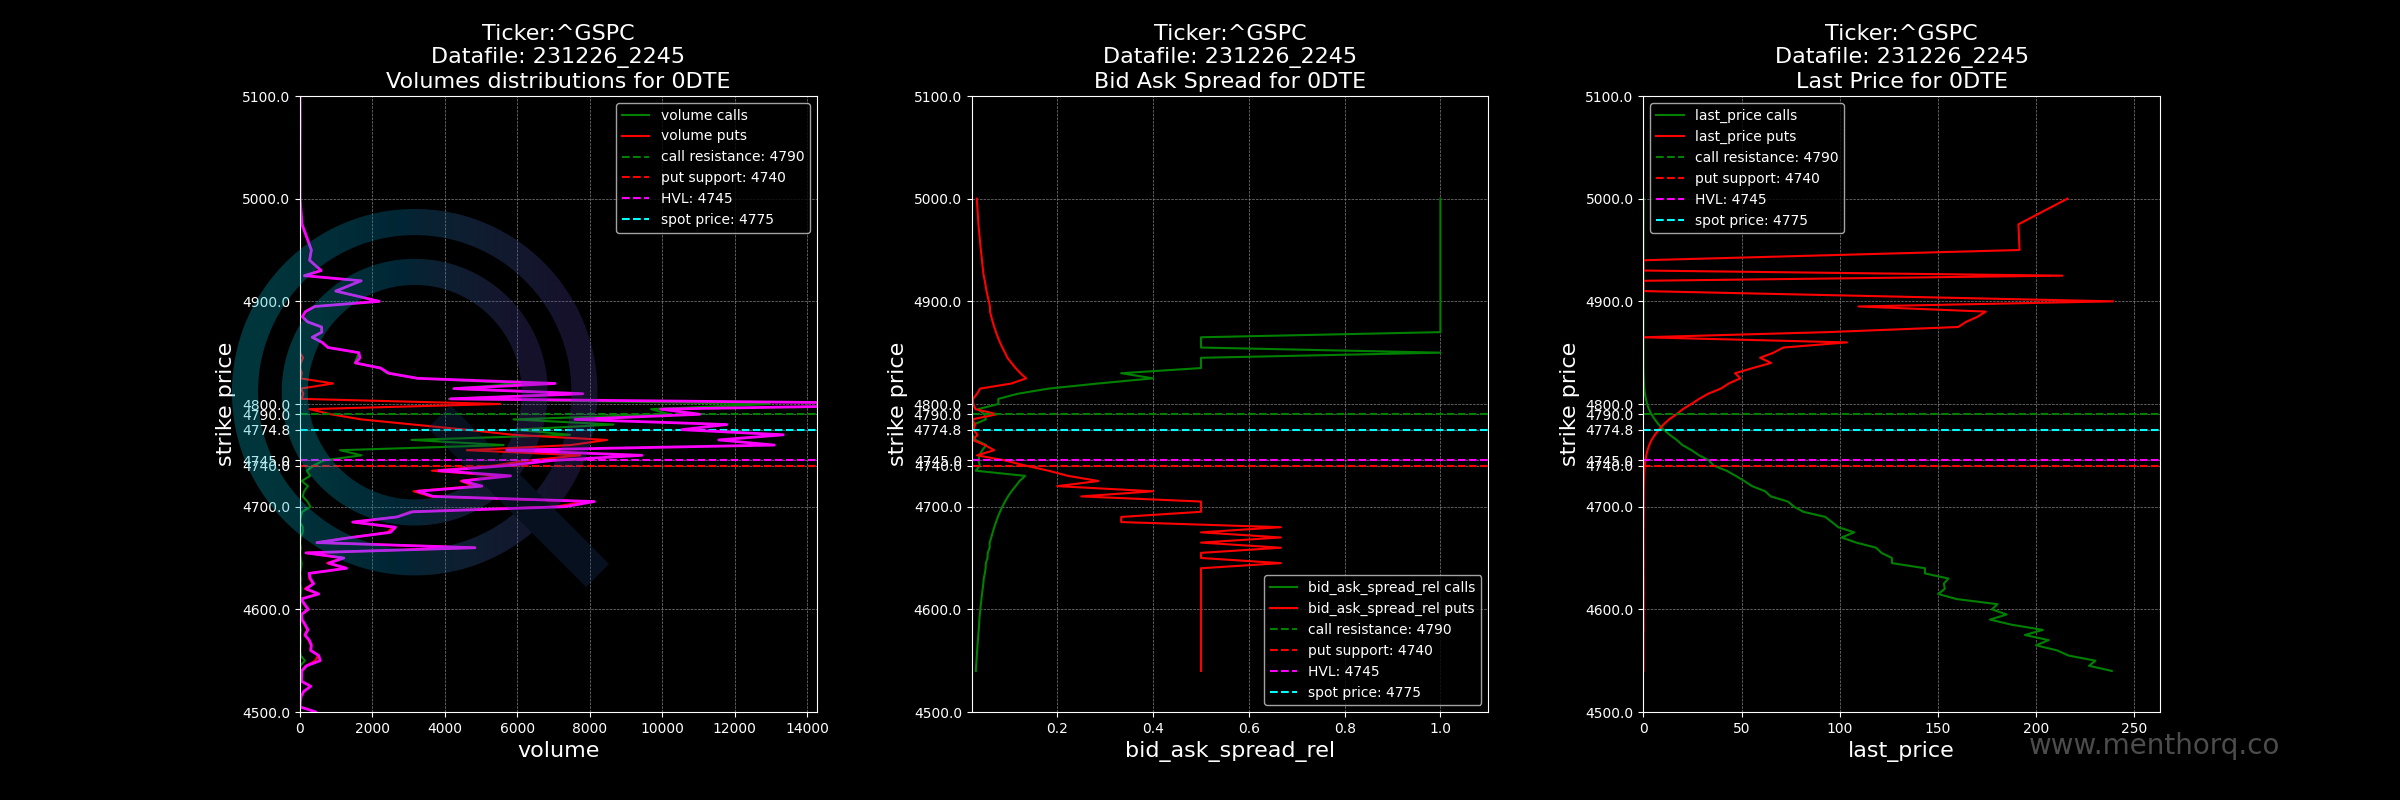 Ticker:^GSPC
Datafile: 231226_2245
Volumes distributions for 0DTE
5100.0
5000.0
4900.0
4800.0
4790.0
4774.8
4745.0
4740.0
4700.0
4600.0
4500.0
strike price
volume calls
volume puts
call resistance: 4790
put support: 4740
HVL: 4745
spot price: 4775
0
2000
4000
6000
8000
10000
12000
14000
volume
Ticker:^GSPC
Datafile: 231226_2245
Bid Ask Spread for 0DTE
5100.0
5000.0
4900.0
4800.0
4790.0
4774.8
4745.0
4740.0
4700.0
4600.0
4500.0
strike price
bid_ask_spread_rel calls
bid_ask_spread_rel puts
call resistance: 4790
put support: 4740
HVL: 4745
spot price: 4775
0.2
0.4
0.6
0.8
1.0
bid_ask_spread_rel
Ticker:^GSPC
Datafile: 231226_2245
Last Price for 0DTE
5100.0
5000.0
4900.0
4800.0
4790.0
4774.8
4745.0
4740.0
4700.0
4600.0
4500.0
strike price
last_price calls
last_price puts
call resistance: 4790
put support: 4740
HVL: 4745
spot price: 4775
0
50
100
150
200
250
last_price
www.menthorq.co